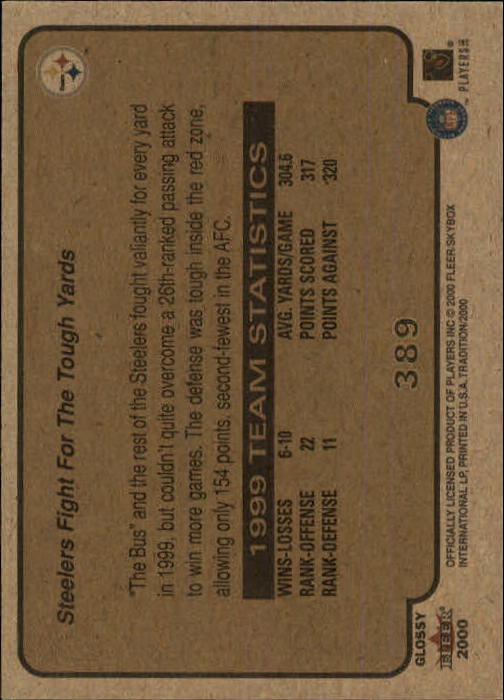 Steelers Fight For The Tough Yards
"The Bus" and the rest of the Steelers fought valiantly for every yard
in 1999, but couldn't quite overcome a 26th-ranked passing attack
to win more games. The defense was tough inside the red zone,
allowing only 154 points, second-fewest in the AFC.
1999 TEAM STATISTICS
WINS-LOSSES 6-10 AVG. YARDS/GAME 304.6
RANK-OFFENSE 22 POINTS SCORED 317
RANK-DEFENSE 11 POINTS AGAINST 320
389
GLOSSY
FLEER
2000
OFFICIALLY LICENSED PRODUCT OF PLAYERS INC © 2000 FLEER/SKYBOX
INTERNATIONAL LP, PRINTED IN U.S.A. TRADITION/2000
PLAYERS INC